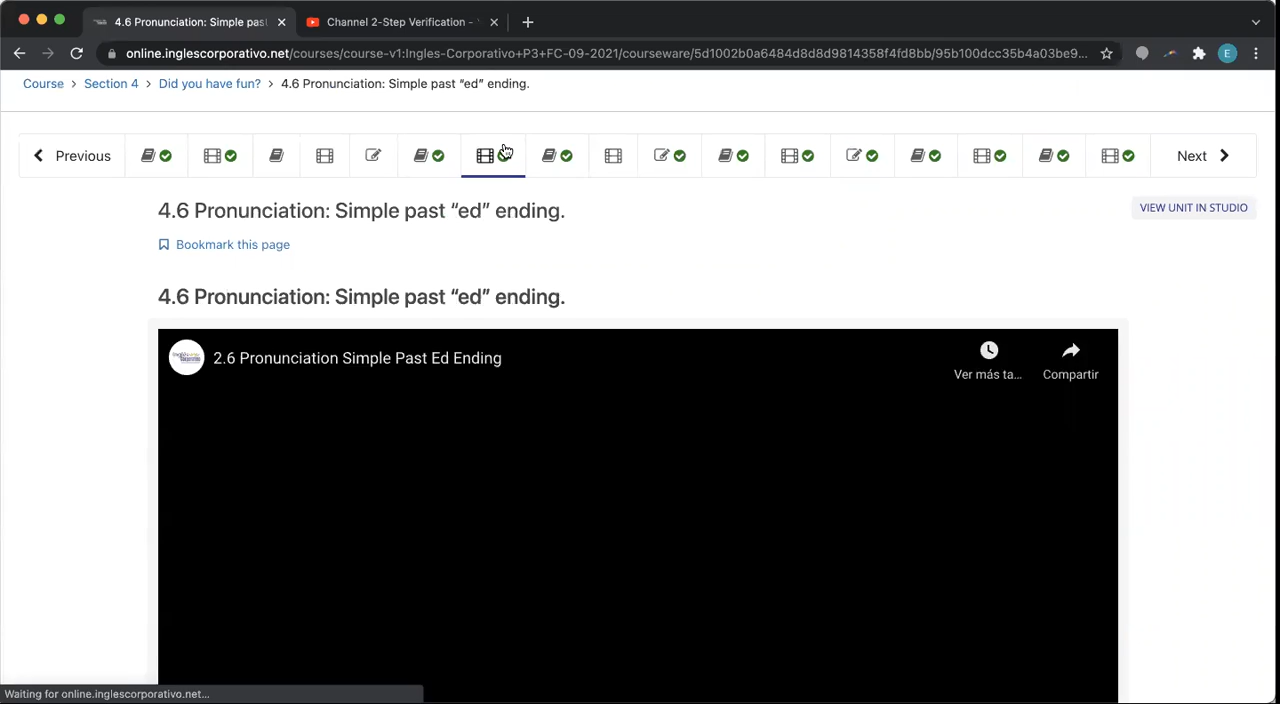 4.6 Pronunciation: Simple past
Channel 2-Step Verification -
online.inglescorporativo.net/courses/course-v1:Ingles-Corporativo+P3+FC-09-2021/courseware/5d1002b0a6484d8d8d9814358f4fd8bb/95b100dcc35b4a03be9...
E
Course > Section 4 > Did you have fun? > 4.6 Pronunciation: Simple past “ed” ending.
Previous
Next
4.6 Pronunciation: Simple past “ed” ending.
VIEW UNIT IN STUDIO
Bookmark this page
4.6 Pronunciation: Simple past “ed” ending.
2.6 Pronunciation Simple Past Ed Ending
Ver más ta...
Compartir
Waiting for online.inglescorporativo.net...